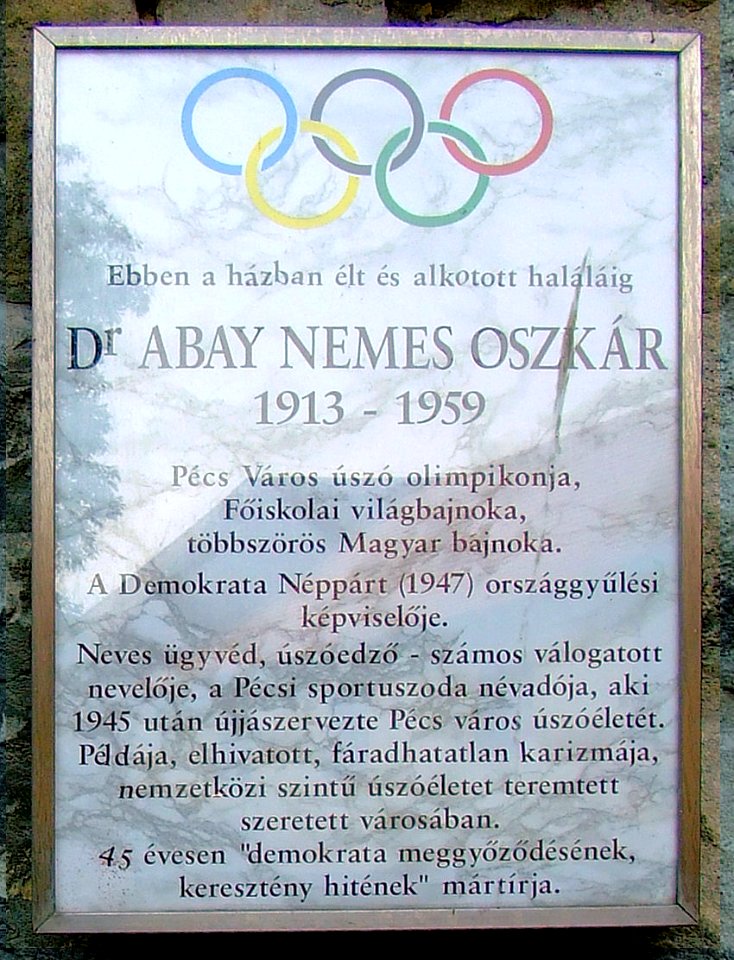 Ebben a házban élt és alkotott haláláig
Dr ABAY NEMES OSZKÁR
1913 - 1959
Pécs Város úszó olimpikonja,
Főiskolai világbajnoka,
többszörös Magyar bajnoka.
A Demokrata Néppárt (1947) országgyűlési
képviselője.
Neves ügyvéd, úszóedző - számos válogatott
nevelője, a Pécsi sportuszoda névadója, aki
1945 után újjászervezte Pécs város úszóéletét.
Példája, elhivatott, fáradhatatlan karizmája,
nemzetközi szintű úszóéletet teremtett
szeretett városában.
45 évesen "demokrata meggyőződésének,
keresztény hitének" mártírja.